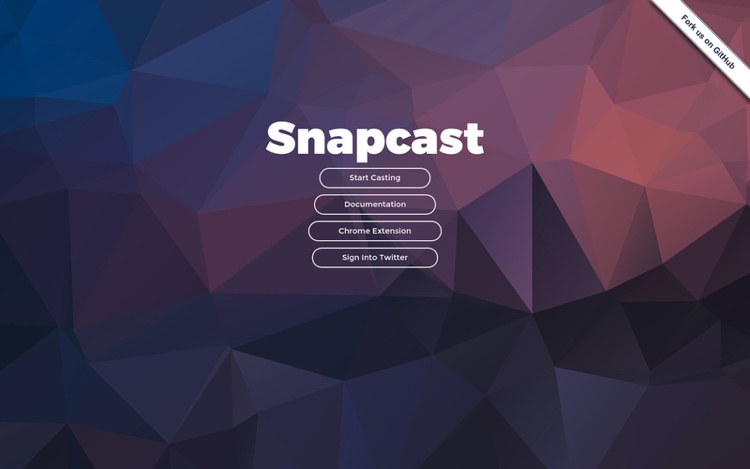 Fork us on GitHub
Snapcast
Start Casting
Documentation
Chrome Extension
Sign Into Twitter